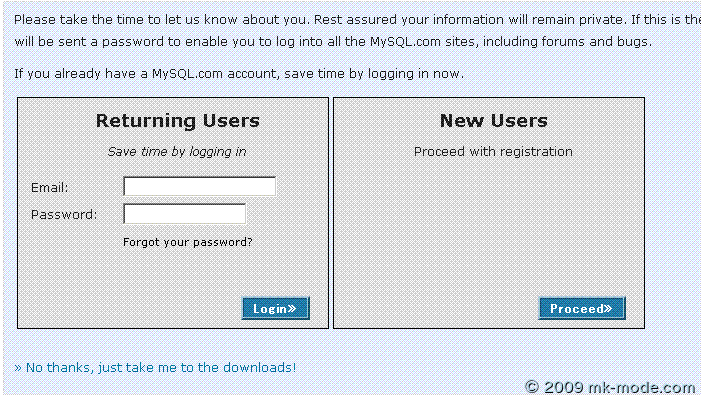 Please take the time to let us know about you. Rest assured your information will remain private. If this is the
will be sent a password to enable you to log into all the MySQL.com sites, including forums and bugs.
If you already have a MySQL.com account, save time by logging in now.
Returning Users
Save time by logging in
Email:
Password:
Forgot your password?
Login»
New Users
Proceed with registration
Proceed»
» No thanks, just take me to the downloads!
© 2009 mk-mode.com